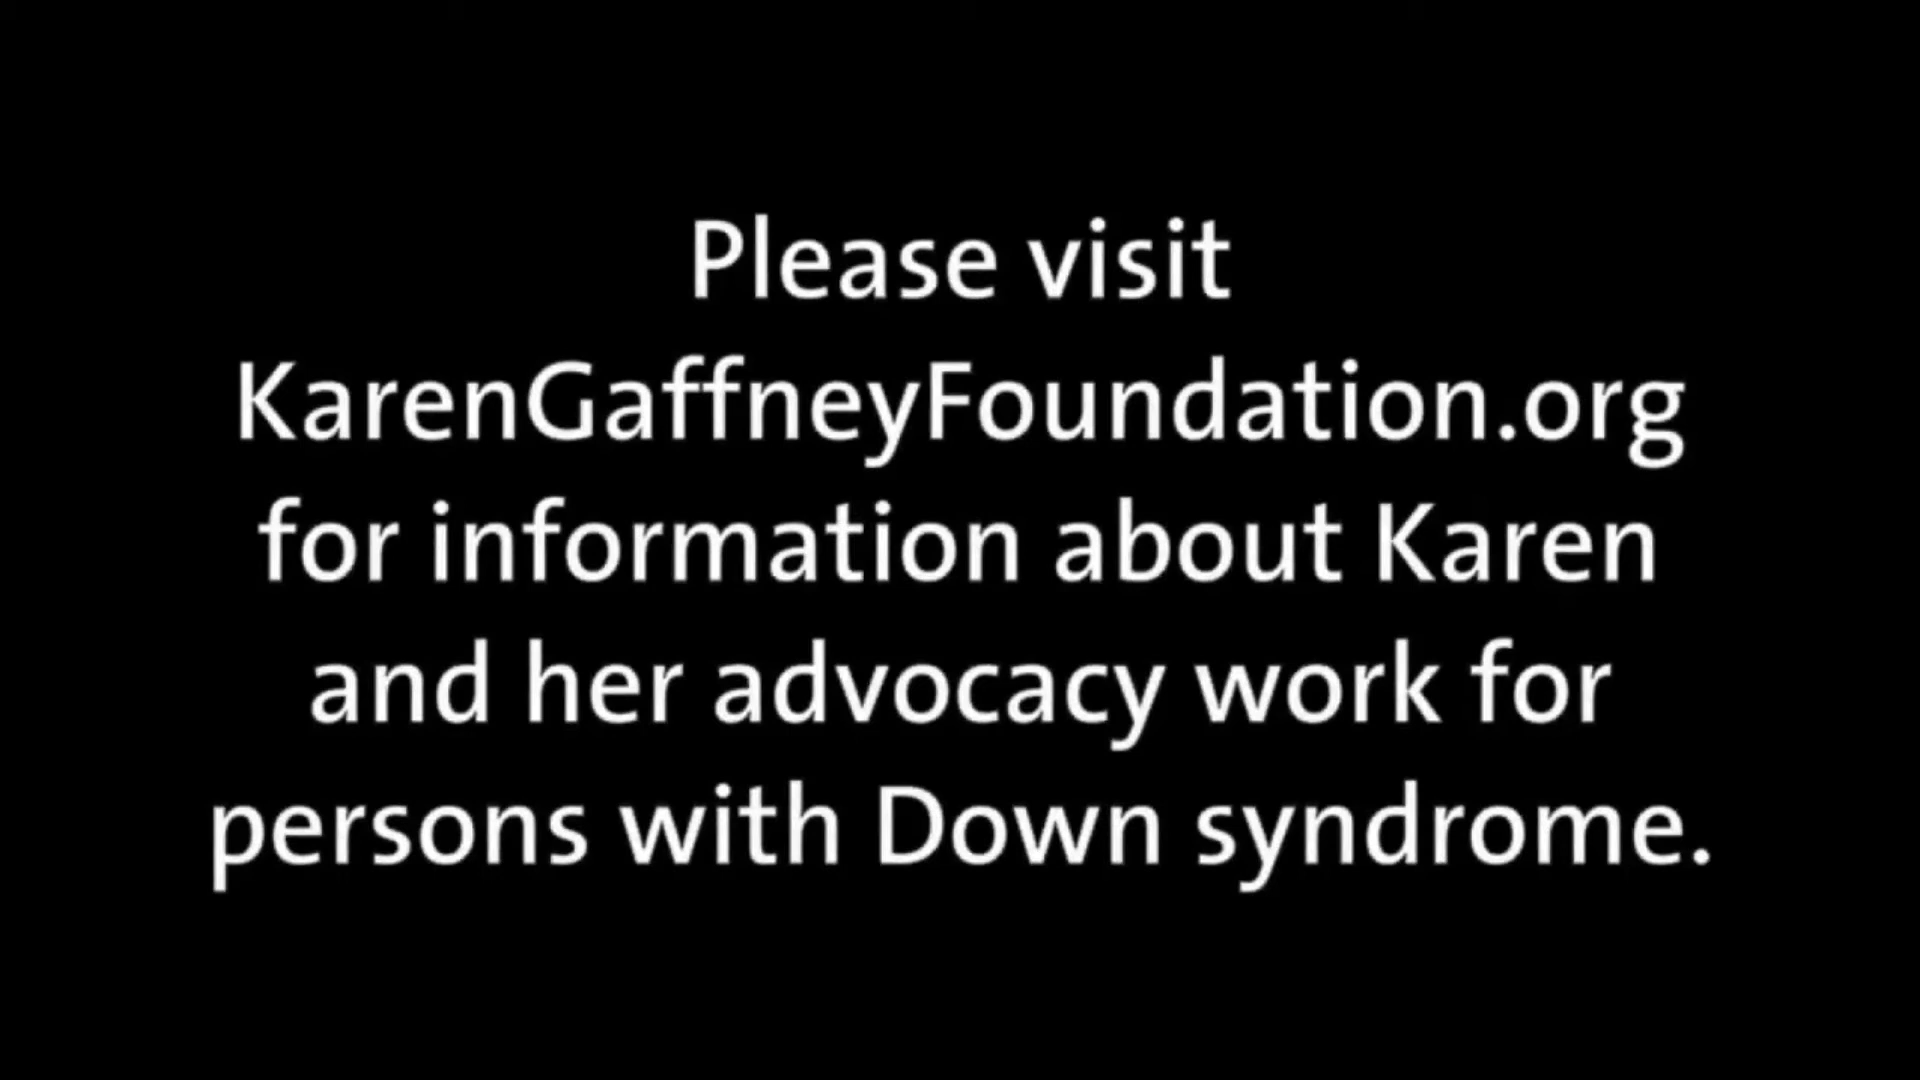 Please visit
KarenGaffneyFoundation.org
for information about Karen
and her advocacy work for
persons with Down syndrome.